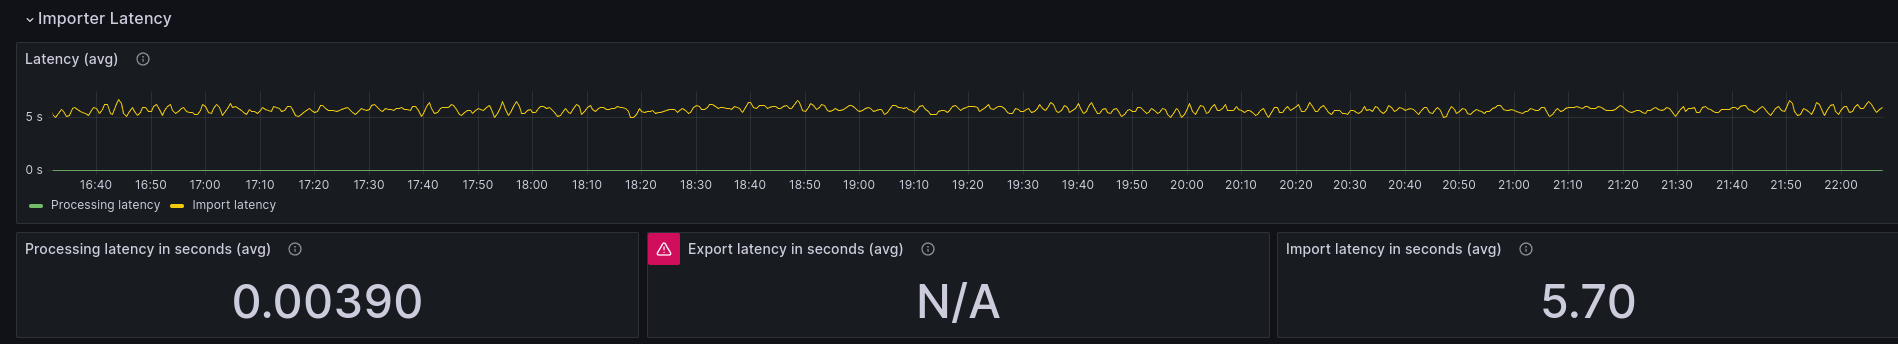 Importer Latency
Latency (avg)
5 s
0 s
16:40 16:50 17:00 17:10 17:20 17:30 17:40 17:50 18:00 18:10 18:20 18:30 18:40 18:50 19:00 19:10 19:20 19:30 19:40 19:50 20:00 20:10 20:20 20:30 20:40 20:50 21:00 21:10 21:20 21:30 21:40 21:50 22:00
Processing latency Import latency
Processing latency in seconds (avg)
0.00390
Export latency in seconds (avg)
N/A
Import latency in seconds (avg)
5.70